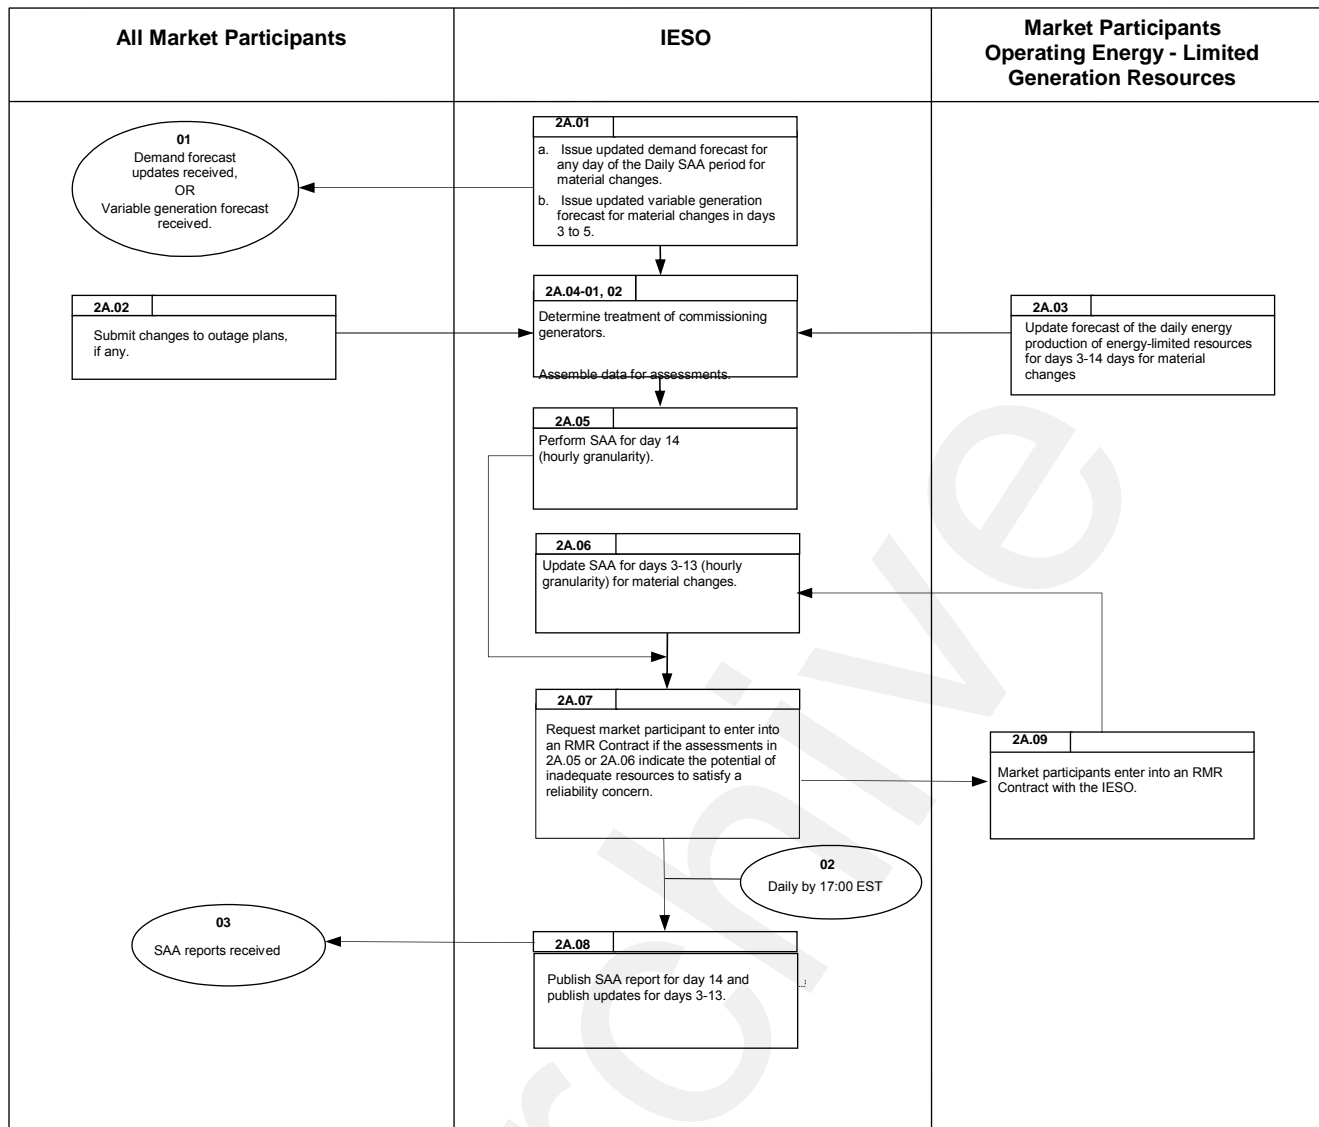 All Market Participants
IESO
Market Participants
Operating Energy - Limited
Generation Resources
01
Demand forecast
updates received,
OR
Variable generation forecast
received.
2A.01
a. Issue updated demand forecast for
any day of the Daily SAA period for
material changes.
b. Issue updated variable generation
forecast for material changes in days
3 to 5.
2A.02
Submit changes to outage plans,
if any.
2A.04-01, 02
Determine treatment of commissioning
generators.
Assemble data for assessments.
2A.03
Update forecast of the daily energy
production of energy-limited resources
for days 3-14 days for material
changes
2A.05
Perform SAA for day 14
(hourly granularity).
2A.06
Update SAA for days 3-13 (hourly
granularity) for material changes.
2A.07
Request market participant to enter into
an RMR Contract if the assessments in
2A.05 or 2A.06 indicate the potential of
inadequate resources to satisfy a
reliability concern.
2A.09
Market participants enter into an RMR
Contract with the IESO.
02
Daily by 17:00 EST
03
SAA reports received
2A.08
Publish SAA report for day 14 and
publish updates for days 3-13.
rchive